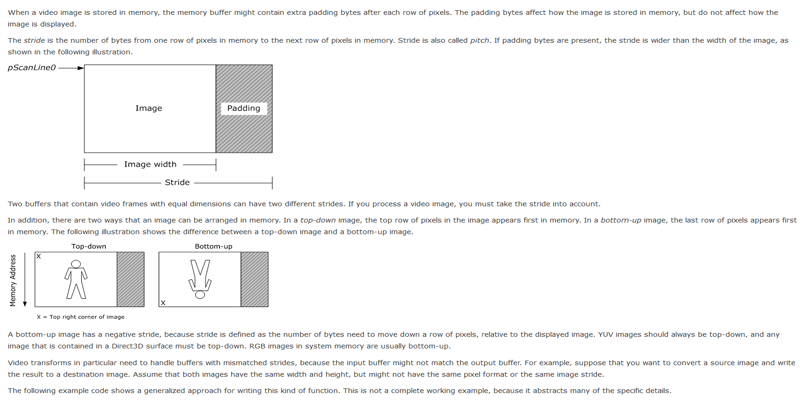 When a video image is stored in memory, the memory buffer might contain extra padding bytes after each row of pixels. The padding bytes affect how the image is stored in memory, but do not affect how the
image is displayed.
The stride is the number of bytes from one row of pixels in memory to the next row of pixels in memory. Stride is also called pitch. If padding bytes are present, the stride is wider than the width of the image, as
shown in the following illustration.
pScanLine0
Image
Padding
Image width
Stride
Two buffers that contain video frames with equal dimensions can have two different strides. If you process a video image, you must take the stride into account.
In addition, there are two ways that an image can be arranged in memory. In a top-down image, the top row of pixels in the image appears first in memory. In a bottom-up image, the last row of pixels appears first
in memory. The following illustration shows the difference between a top-down image and a bottom-up image.
Top-down
Bottom-up
Memory Address
X
X
X = Top right corner of image
A bottom-up image has a negative stride, because stride is defined as the number of bytes need to move down a row of pixels, relative to the displayed image. YUV images should always be top-down, and any
image that is contained in a Direct3D surface must be top-down. RGB images in system memory are usually bottom-up.
Video transforms in particular need to handle buffers with mismatched strides, because the input buffer might not match the output buffer. For example, suppose that you want to convert a source image and write
the result to a destination image. Assume that both images have the same width and height, but might not have the same pixel format or the same image stride.
The following example code shows a generalized approach for writing this kind of function. This is not a complete working example, because it abstracts many of the specific details.